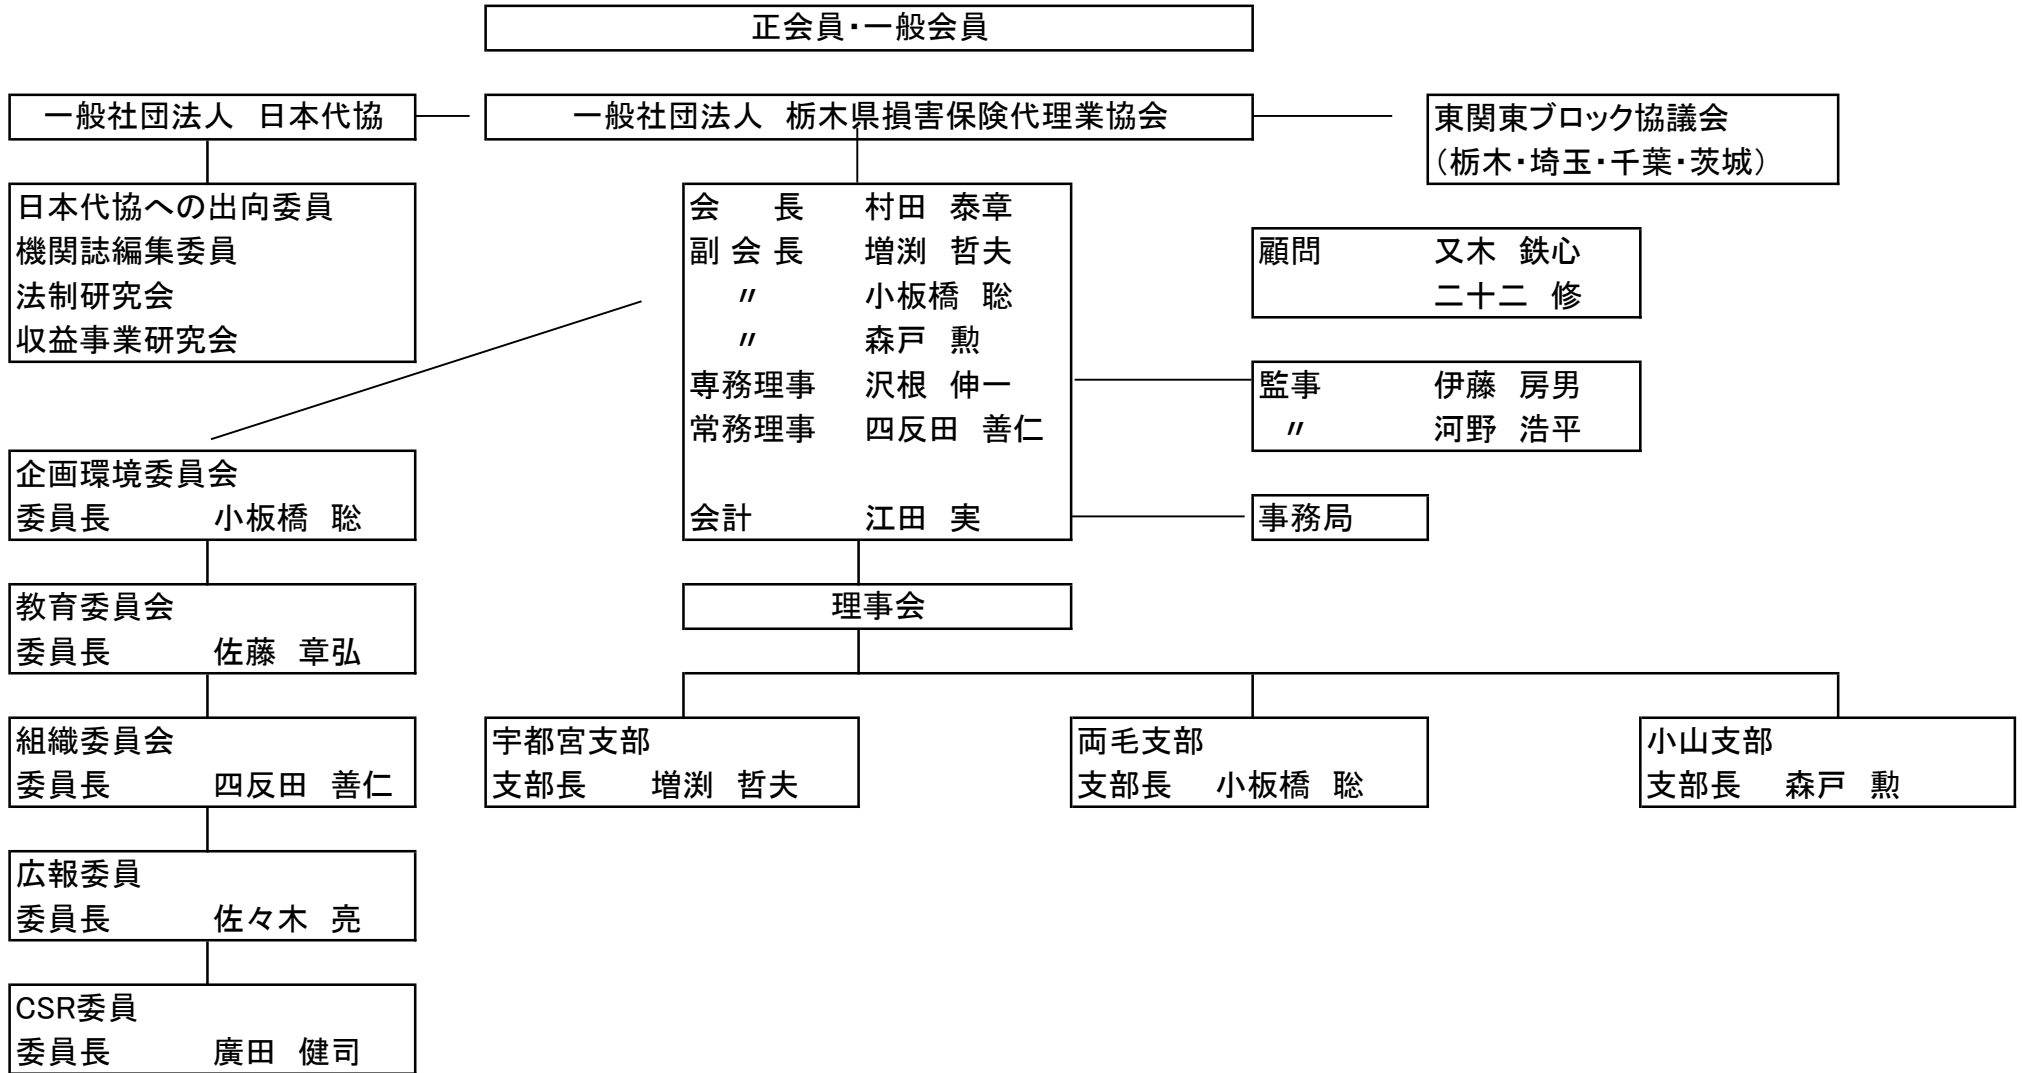 正会員・一般会員
一般社団法人　日本代協
一般社団法人　栃木県損害保険代理業協会
東関東ブロック協議会
（栃木・埼玉・千葉・茨城）
日本代協への出向委員
機関誌編集委員
法制研究会
収益事業研究会
会　　長　村田　泰章
副 会 長　増渕　哲夫
〃　小板橋　聡
〃　森戸　勲
専務理事　沢根　伸一
常務理事　四反田　善仁
会計　江田　実
顧問　又木　鉄心
二十二　修
監事　伊藤　房男
〃　河野　浩平
事務局
企画環境委員会
委員長　小板橋　聡
教育委員会
委員長　佐藤　章弘
組織委員会
委員長　四反田　善仁
広報委員
委員長　佐々木　亮
CSR委員
委員長　廣田　健司
理事会
宇都宮支部
支部長　増渕　哲夫
両毛支部
支部長　小板橋　聡
小山支部
支部長　森戸　勲